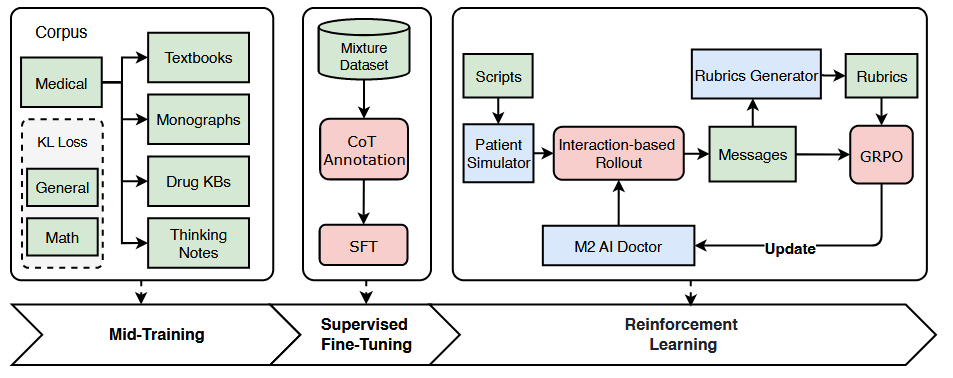 Corpus
Medical
Textbooks
Monographs
KL Loss
General
Math
Drug KBs
Thinking
Notes
Mixture
Dataset
CoT
Annotation
SFT
Scripts
Rubrics Generator
Rubrics
Patient
Simulator
Interaction-based
Rollout
Messages
GRPO
M2 AI Doctor
Update
Mid-Training
Supervised
Fine-Tuning
Reinforcement
Learning